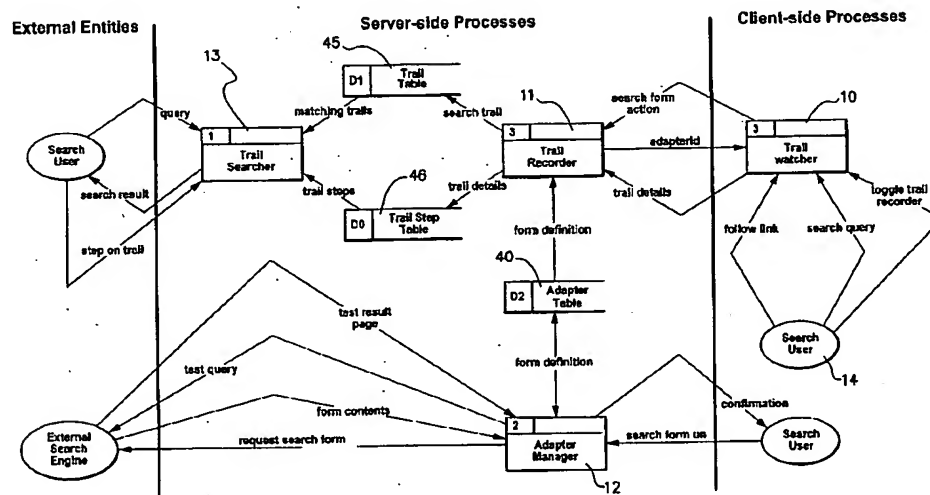 External Entities
Server-side Processes
Client-side Processes
45
13
D1
Trail
Table
11
10
query
matching trails
search trail
search form
action
1
3
3
Search
User
Trail
Searcher
Trail
Recorder
adapterId
Trail
watcher
search result
trail steps
46
trail details
trail details
toggle trail
recorder
D0
Trail Step
Table
step on trail
form definition
follow link
search query
40
D2
Adapter
Table
test result
page
form definition
Search
User
14
test query
form contents
confirmation
2
External
Search
Engine
request search form
Adapter
Manager
search form
Search
User
12